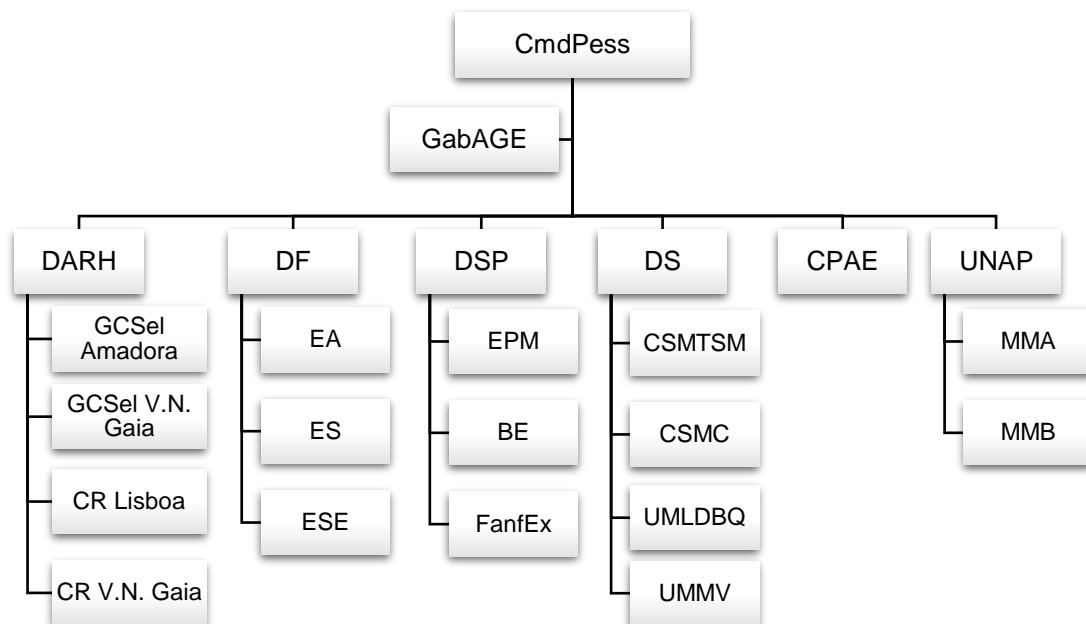 CmdPess
GabAGE
DARH
DF
DSP
DS
CPAE
UNAP
GCSel
Amadora
GCSel V.N.
Gaia
CR Lisboa
CR V.N. Gaia
EA
ES
ESE
EPM
BE
FanfEx
CSMTSM
CSMC
UMLDBQ
UMMV
MMA
MMB